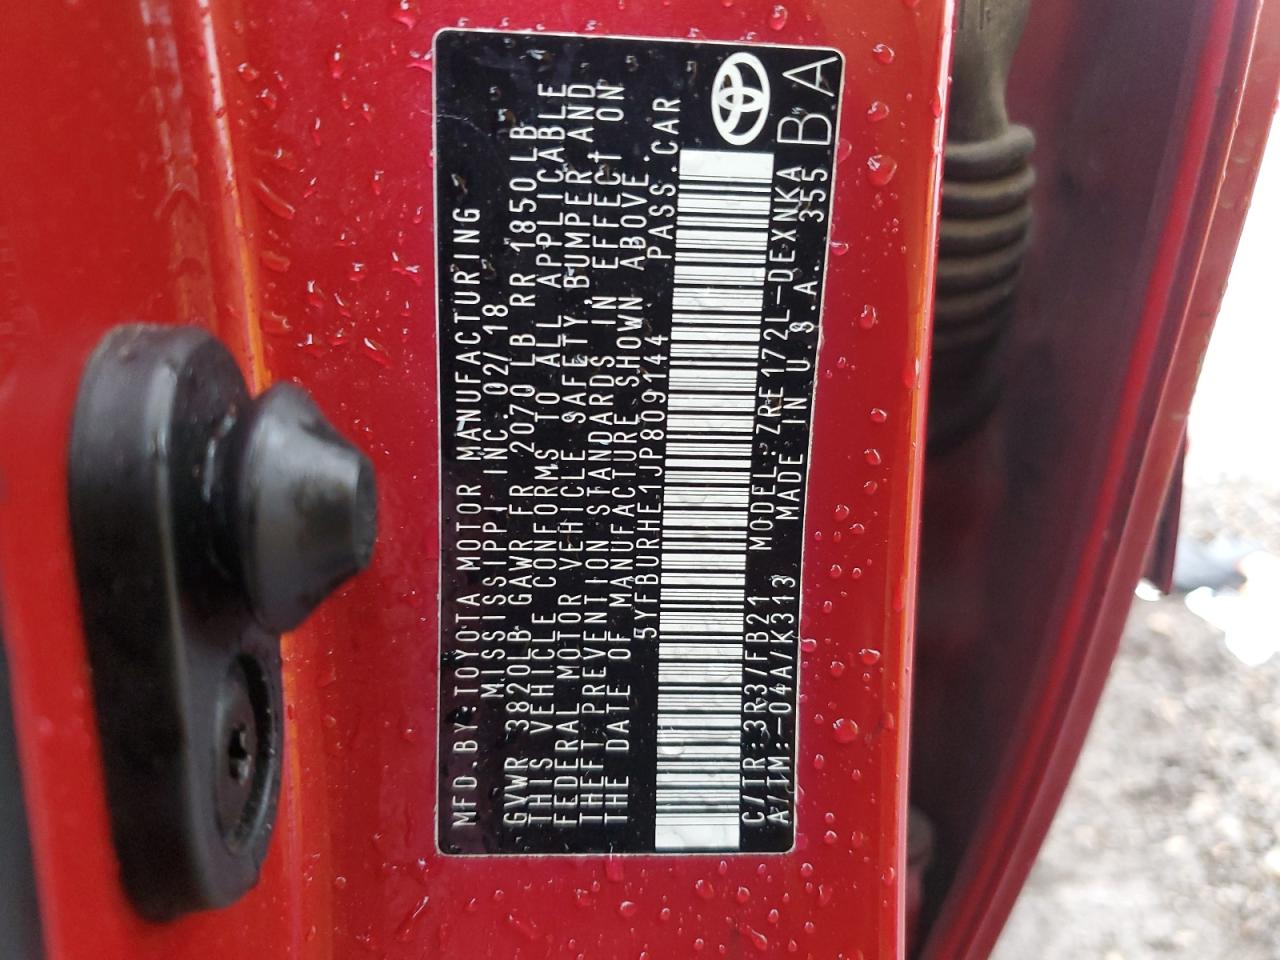 MFD.BY:TOYOTA MOTOR MANUFACTURING
MISSISSIPPI INC 02/18
GVWR 3820LB GAWR FR 2070LB RR 1850LB
THIS VEHICLE CONFORMS TO ALL APPLICABLE
FEDERAL MOTOR VEHICLE SAFETY, BUMPER, AND
THEFT PREVENTION STANDARDS IN EFFECT ON
THE DATE OF MANUFACTURE SHOWN ABOVE.
5YFBURHE1JP809144 PASS.CAR
C/TR:3R3/FB21 MODEL:ZRE172L-DEXNKA
A/TM:-04A/K313 MADE IN U.S.A. 355
BA